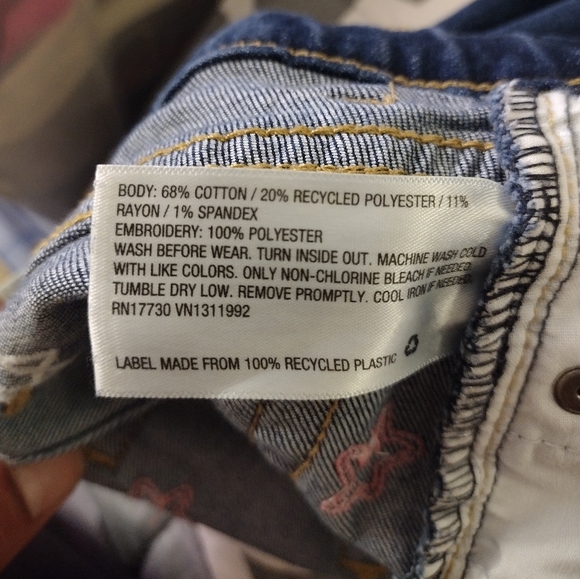 BODY: 68% COTTON / 20% RECYCLED POLYESTER / 11%
RAYON / 1% SPANDEX
EMBROIDERY: 100% POLYESTER
WASH BEFORE WEAR. TURN INSIDE OUT. MACHINE WASH COLD
WITH LIKE COLORS. ONLY NON-CHLORINE BLEACH IF NEEDED.
TUMBLE DRY LOW. REMOVE PROMPTLY. COOL IRON IF NEEDED.
RN17730 VN1311992
LABEL MADE FROM 100% RECYCLED PLASTIC